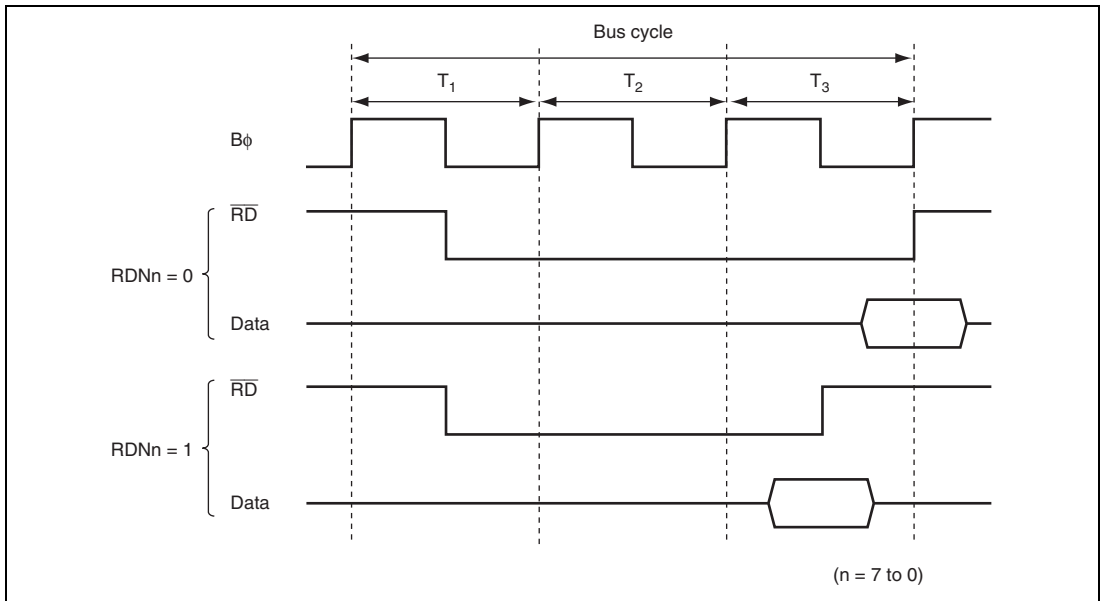 Bus cycle
T₁ T₂ T₃
Bϕ
RD
RDNn = 0
Data
RD
RDNn = 1
Data
(n = 7 to 0)